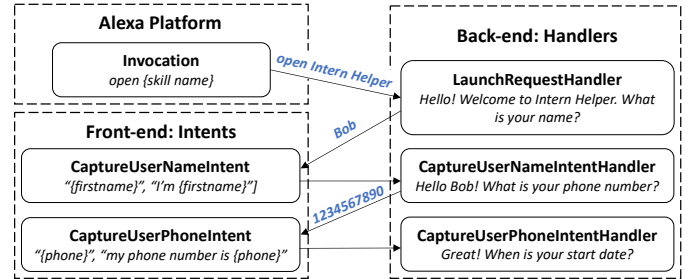 Alexa Platform
Invocation
open {skill name}
open Intern Helper
Back-end: Handlers
LaunchRequestHandler
Hello! Welcome to Intern Helper. What
is your name?
Bob
Front-end: Intents
CaptureUserNameIntent
“{firstname}”, “I’m {firstname}”]
CaptureUserNameIntentHandler
Hello Bob! What is your phone number?
1234567890
CaptureUserPhoneIntent
“{phone}”, “my phone number is {phone}”
CaptureUserPhoneIntentHandler
Great! When is your start date?